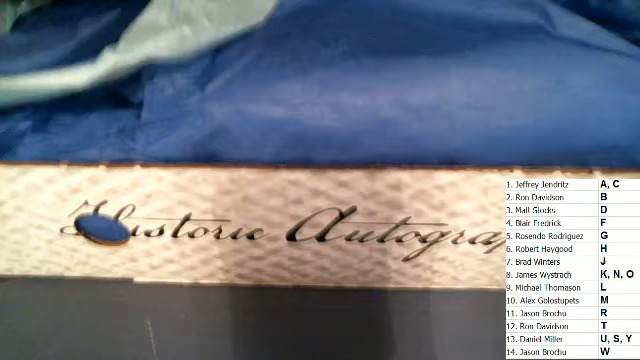 Historic Autogra
1. Jeffrey Jendritz A, C
2. Ron Davidson B
3. Matt Stocks D
4. Blair Fredrick F
5. Rosendo Rodriguez G
6. Robert Haygood H
7. Brad Winters J
8. James Wystrach K, N, O
9. Michael Thomason L
10. Alex Golostupets M
11. Jason Brochu R
12. Ron Davidson T
13. Daniel Miller U, S, Y
14. Jason Brochu W